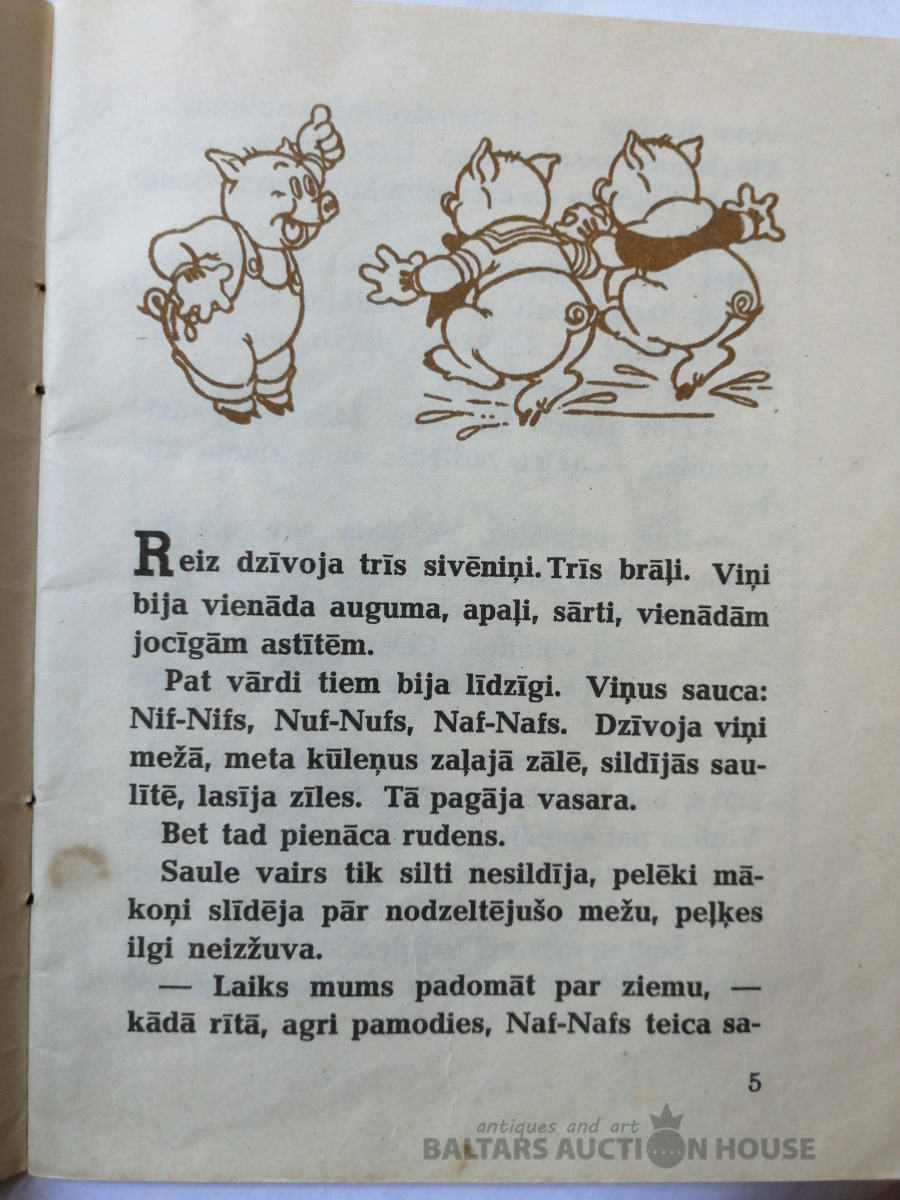 Reiz dzīvoja trīs sivēniņi. Trīs brāļi. Viņi
bija vienāda auguma, apaļi, sārti, vienādām
jocīgām astītēm.
Pat vārdi tiem bija līdzīgi. Viņus sauca:
Nif-Nifs, Nuf-Nufs, Naf-Nafs. Dzīvoja viņi
mežā, meta kūleņus zaļajā zālē, sildījās sau-
lītē, lasīja zīles. Tā pagāja vasara.
Bet tad pienāca rudens.
Saule vairs tik silti nesildīja, pelēki mā-
koņi slīdēja pār nodzeltējušo mežu, peļķes
ilgi neizžuva.
— Laiks mums padomāt par ziemu, —
kādā rītā, agri pamodies, Naf-Nafs teica sa-
5
antiques and art
BALTARS AUCTION HOUSE